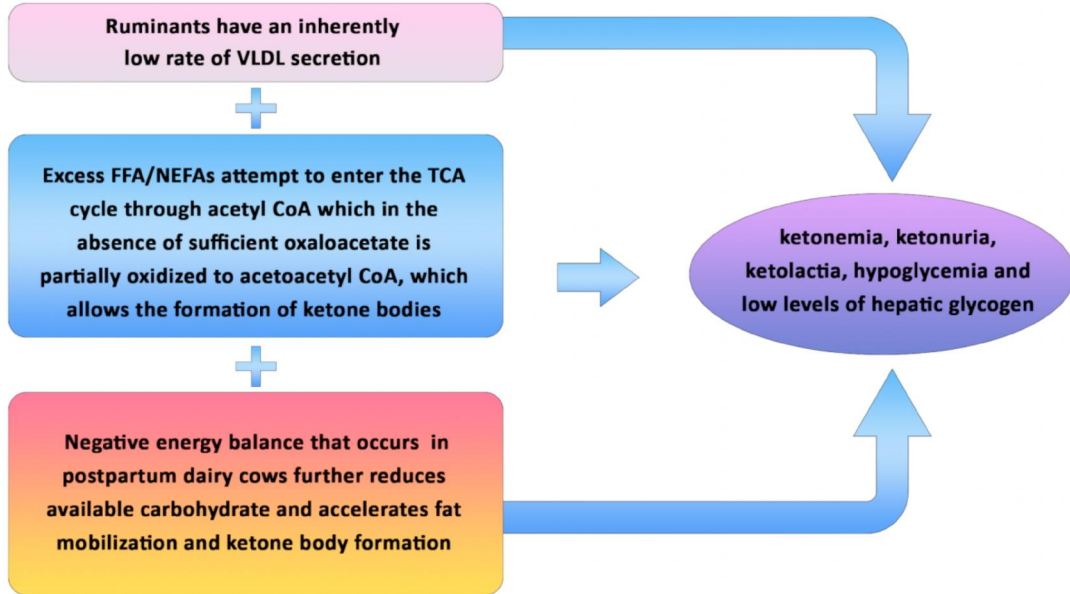 Ruminants have an inherently
low rate of VLDL secretion
Excess FFA/NEFAs attempt to enter the TCA
cycle through acetyl CoA which in the
absence of sufficient oxaloacetate is
partially oxidized to acetoacetyl CoA, which
allows the formation of ketone bodies
Negative energy balance that occurs in
postpartum dairy cows further reduces
available carbohydrate and accelerates fat
mobilization and ketone body formation
ketonemia, ketonuria,
ketolactia, hypoglycemia and
low levels of hepatic glycogen